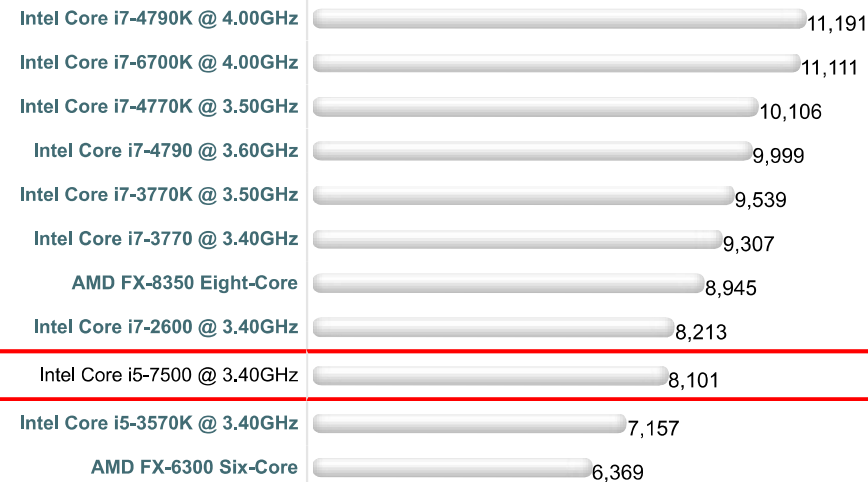 Intel Core i7-4790K @ 4.00GHz 11,191
Intel Core i7-6700K @ 4.00GHz 11,111
Intel Core i7-4770K @ 3.50GHz 10,106
Intel Core i7-4790 @ 3.60GHz 9,999
Intel Core i7-3770K @ 3.50GHz 9,539
Intel Core i7-3770 @ 3.40GHz 9,307
AMD FX-8350 Eight-Core 8,945
Intel Core i7-2600 @ 3.40GHz 8,213
Intel Core i5-7500 @ 3.40GHz 8,101
Intel Core i5-3570K @ 3.40GHz 7,157
AMD FX-6300 Six-Core 6,369